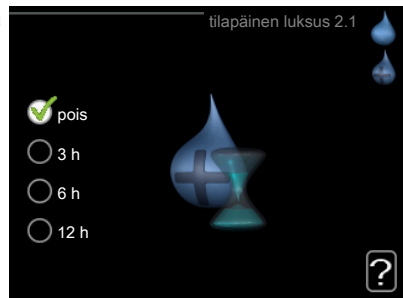 tilapäinen luksus 2.1
pois
3 h
6 h
12 h
?